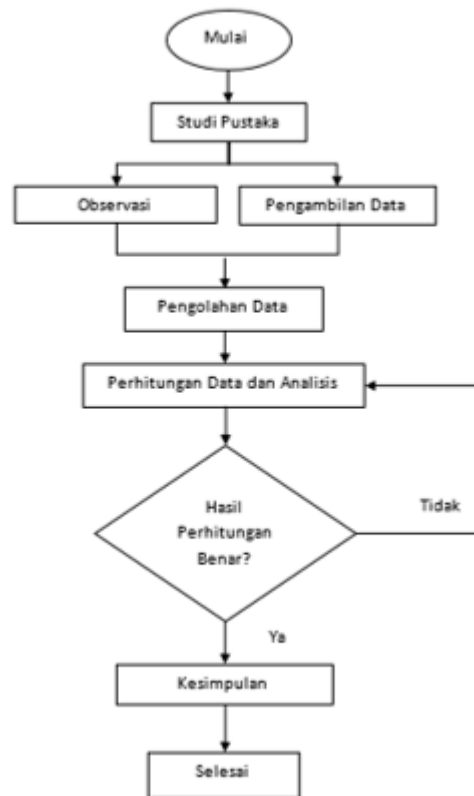 Mulai
Studi Pustaka
Observasi
Pengambilan Data
Pengolahan Data
Perhitungan Data dan Analisis
Hasil
Perhitungan
Benar?
Tidak
Ya
Kesimpulan
Selesai